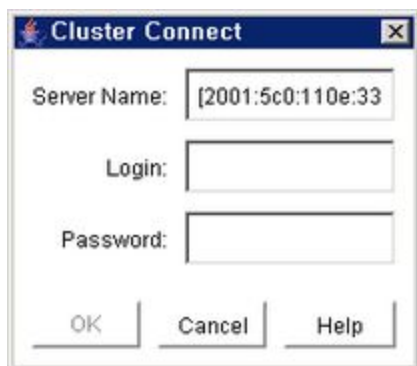 Cluster Connect
Server Name: [2001:5c0:110e:33
Login:
Password:
OK Cancel Help